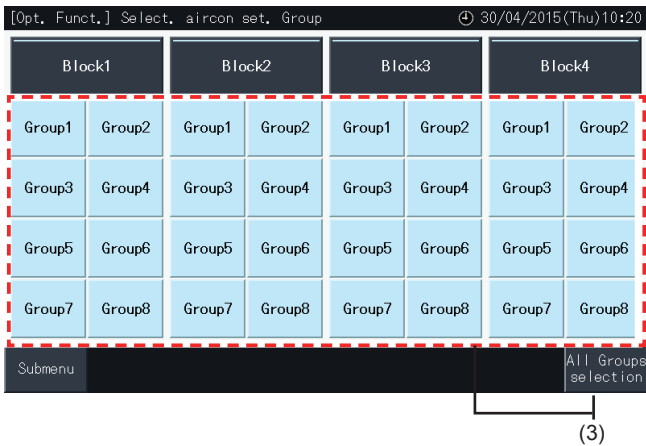 [Opt. Funct.] Select. aircon set. Group 30/04/2015(Thu)10:20
Block1 Block2 Block3 Block4
Group1 Group2 Group1 Group2 Group1 Group2 Group1 Group2
Group3 Group4 Group3 Group4 Group3 Group4 Group3 Group4
Group5 Group6 Group5 Group6 Group5 Group6 Group5 Group6
Group7 Group8 Group7 Group8 Group7 Group8 Group7 Group8
Submenu All Groups
selection
(3)